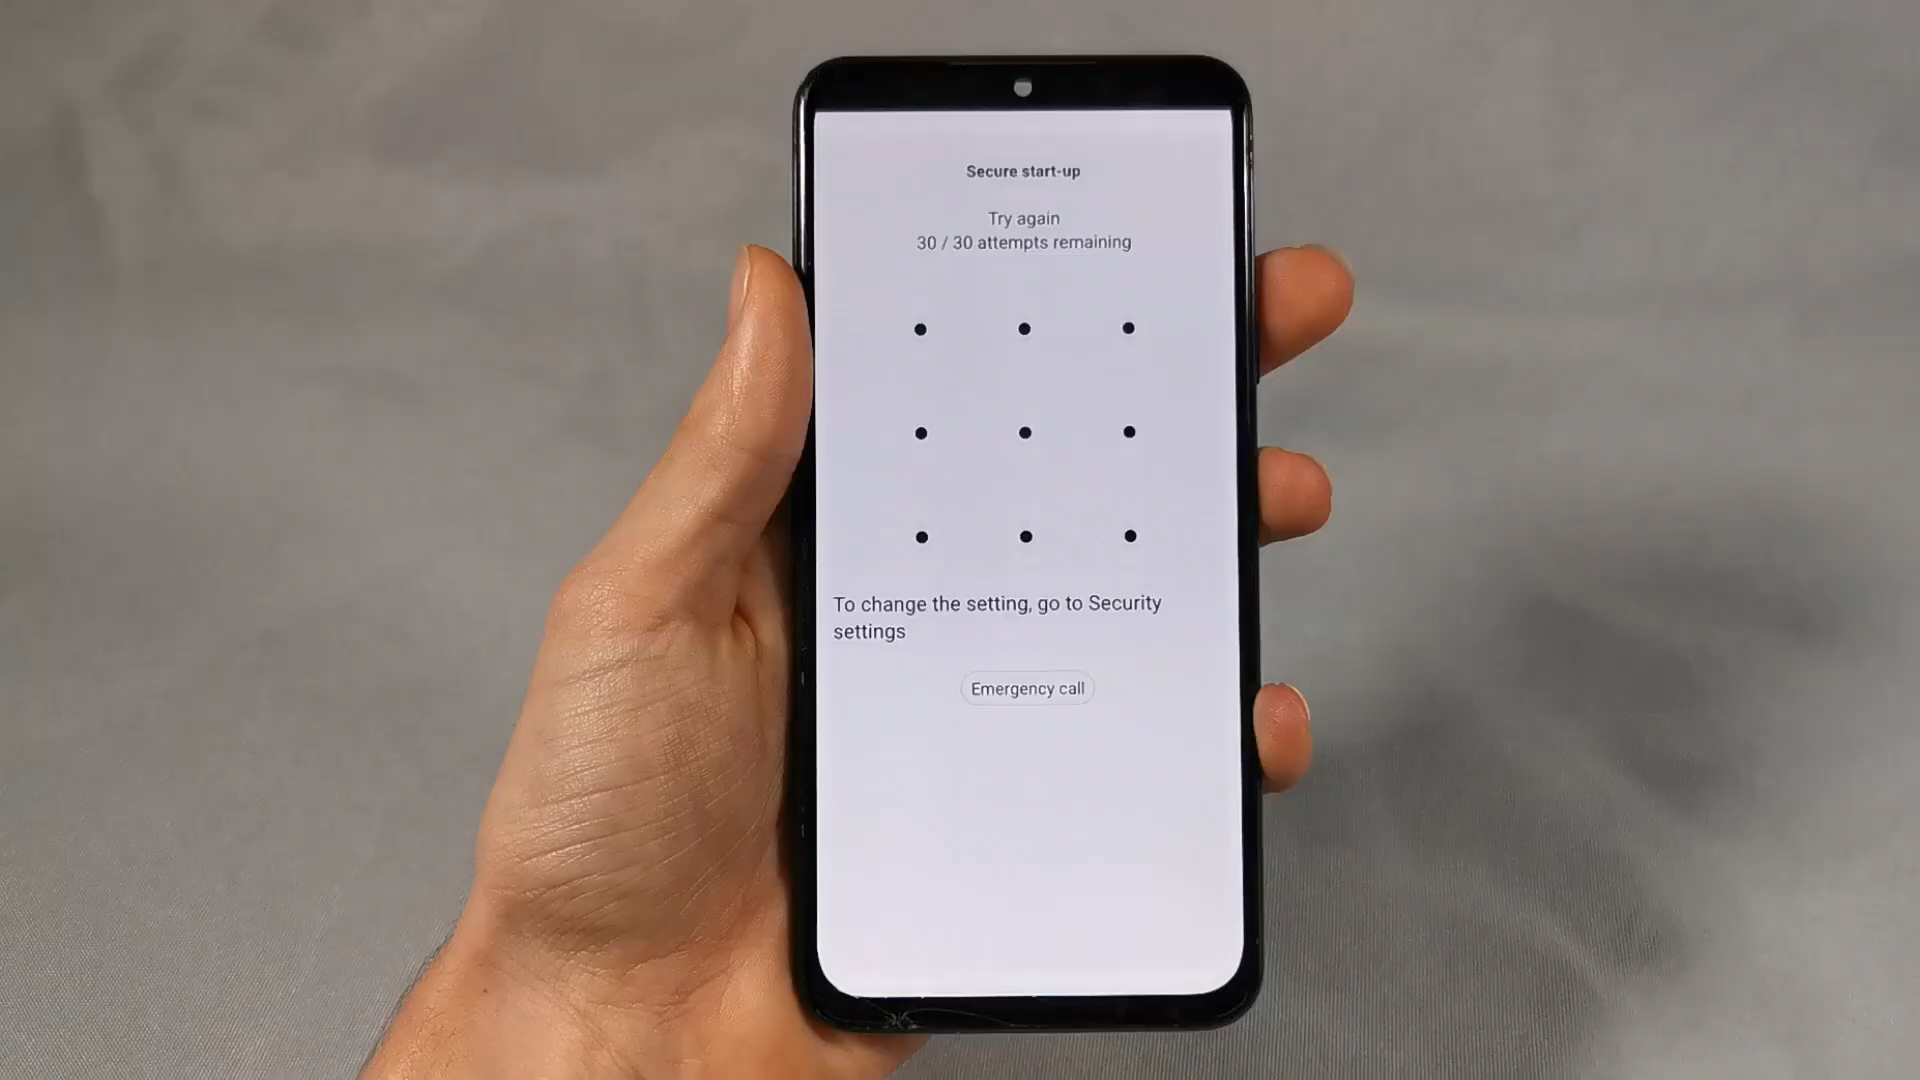 Secure start-up
Try again
30 / 30 attempts remaining
To change the setting, go to Security
settings
Emergency call